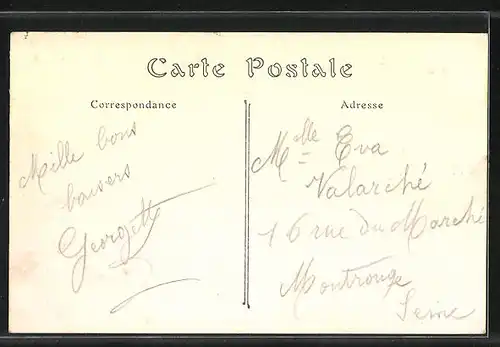 Carte Postale
Correspondance
Mille bons
baisers
Georgette
Adresse
Mlle Eva
Valarché
16 rue du Marché
Montrouge
Seine